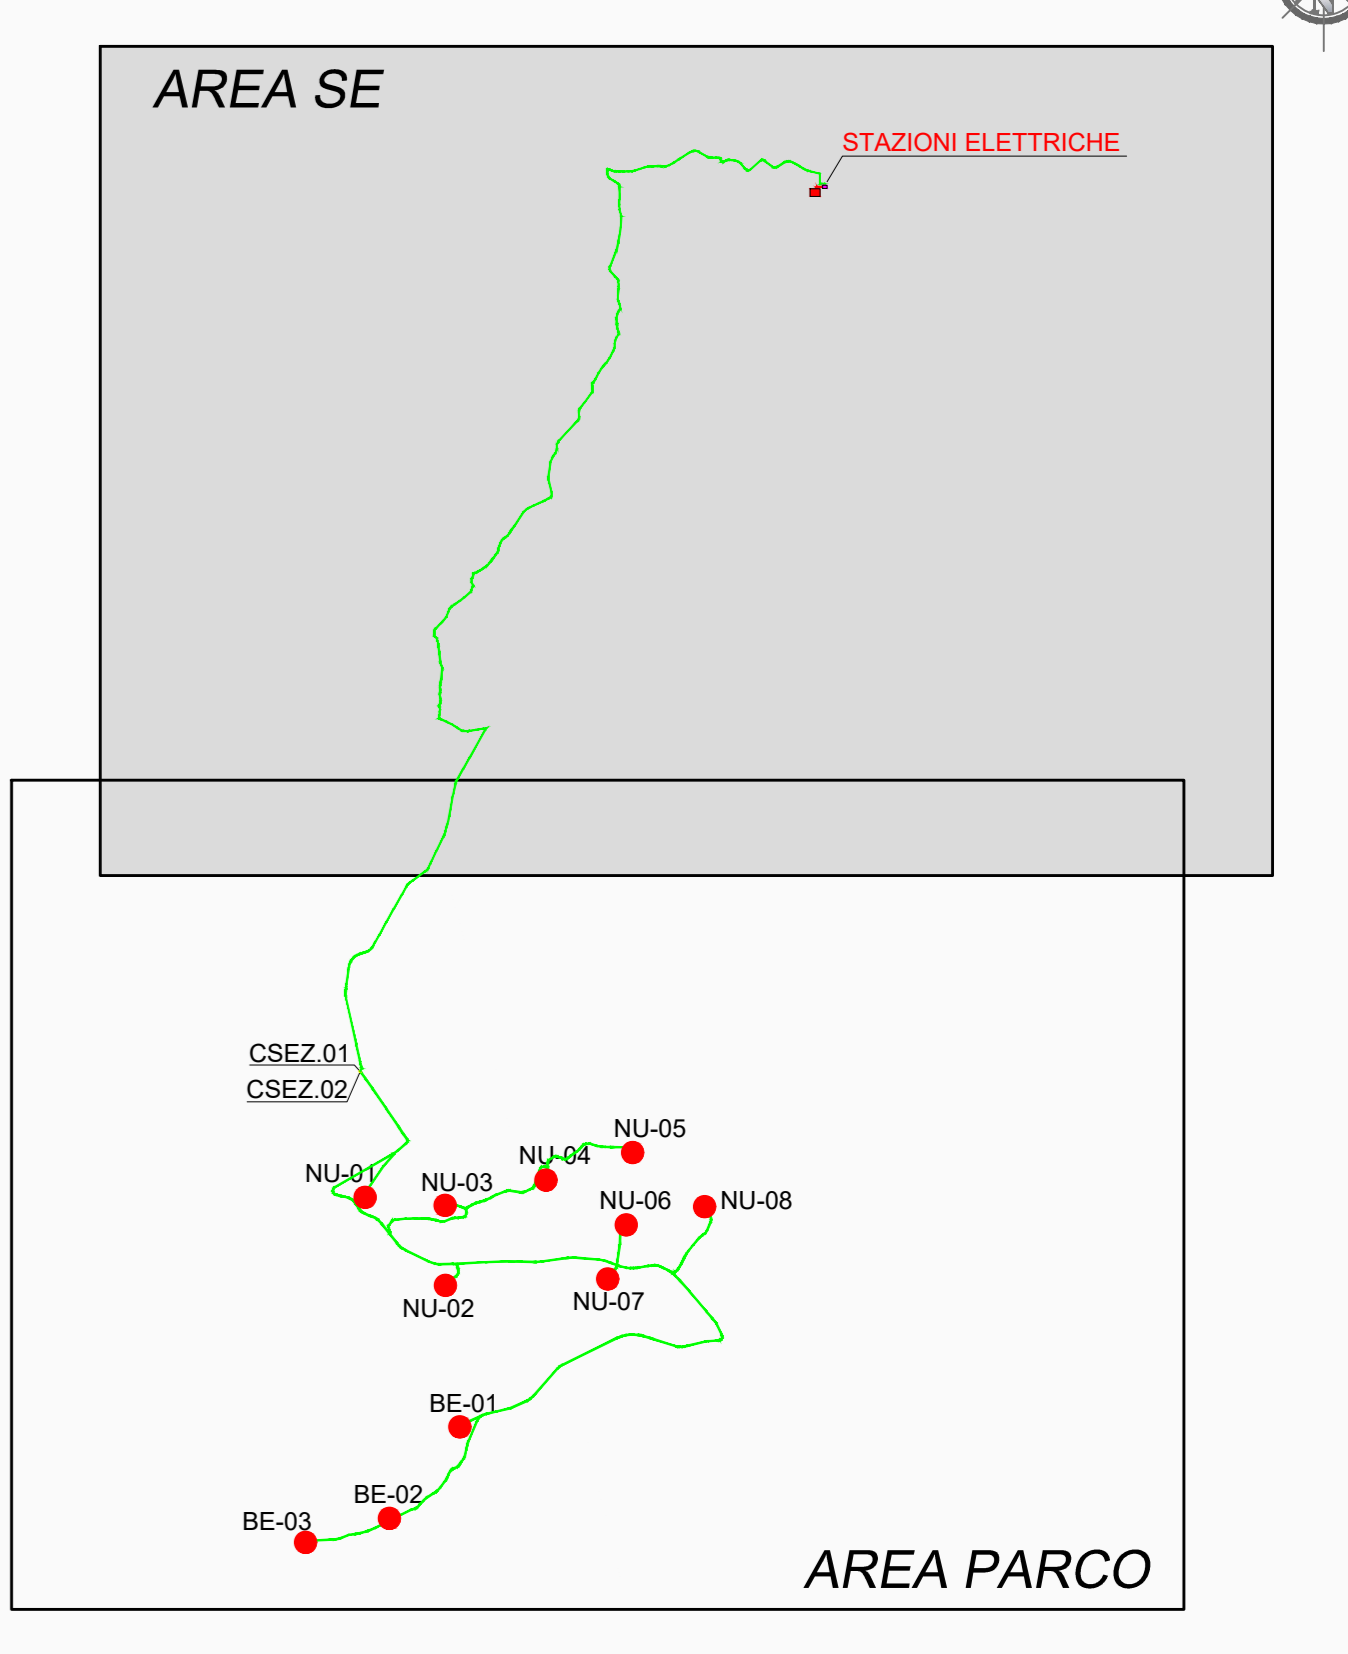 N
AREA SE
STAZIONI ELETTRICHE
CSEZ.01
CSEZ.02
NU-05
NU-04
NU-01
NU-03
NU-06
NU-08
NU-02
NU-07
BE-01
BE-02
BE-03
AREA PARCO